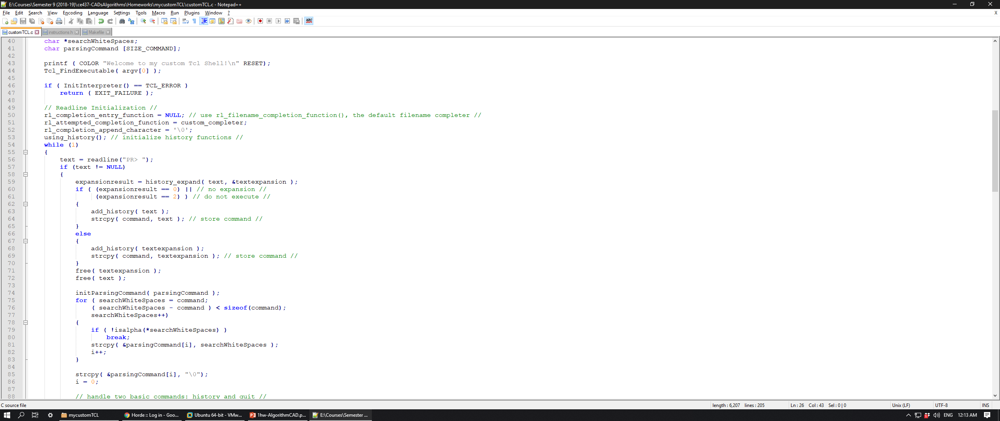 E:\Courses\Semester 9 (2018-19)\ce437-CADsAlgorithms\Homeworks\mycustomTCL\customTCL.c - Notepad++
File Edit Search View Encoding Language Settings Tools Macro Run Plugins Window ? X
ABC
customTCL.c instructions.h Makefile
40 char *searchWhiteSpaces;
41 char parsingCommand [SIZE_COMMAND];
42
43 printf ( COLOR "Welcome to my custom Tcl Shell!\n" RESET);
44 Tcl_FindExecutable( argv[0] );
45
46 if ( InitInterpreter() == TCL_ERROR )
47 return ( EXIT_FAILURE );
48
49 // Readline Initialization //
50 rl_completion_entry_function = NULL; // use rl_filename_completion_function(), the default filename completer //
51 rl_attempted_completion_function = custom_completer;
52 rl_completion_append_character = '\0';
53 using_history(); // initialize history functions //
54 while (1)
55 {
56 text = readline("PR> ");
57 if (text != NULL)
58 {
59 expansionresult = history_expand( text, &textexpansion );
60 if ( (expansionresult == 0) || // no expansion //
61 (expansionresult == 2) ) // do not execute //
62 {
63 add_history( text );
64 strcpy( command, text ); // store command //
65 }
66 else
67 {
68 add_history( textexpansion );
69 strcpy( command, textexpansion ); // store command //
70 }
71 free( textexpansion );
72 free( text );
73
74 initParsingCommand( parsingCommand );
75 for ( searchWhiteSpaces = command;
76 ( searchWhiteSpaces - command ) < sizeof(command);
77 searchWhiteSpaces++)
78 {
79 if ( !isalpha(*searchWhiteSpaces) )
80 break;
81 strcpy( &parsingCommand[i], searchWhiteSpaces );
82 i++;
83 }
84
85 strcpy( &parsingCommand[i], "\0");
86 i = 0;
87
88 // handle two basic commands: history and quit //
C source file length : 6,207 lines : 205 Ln : 26 Col : 43 Sel : 0 | 0 Unix (LF) UTF-8 INS
mycustomTCL Horde :: Log in - Goo... Ubuntu 64-bit - VMw... 1hw-AlgorithmCAD.p... E:\Courses\Semester ... ENG 12:13 AM